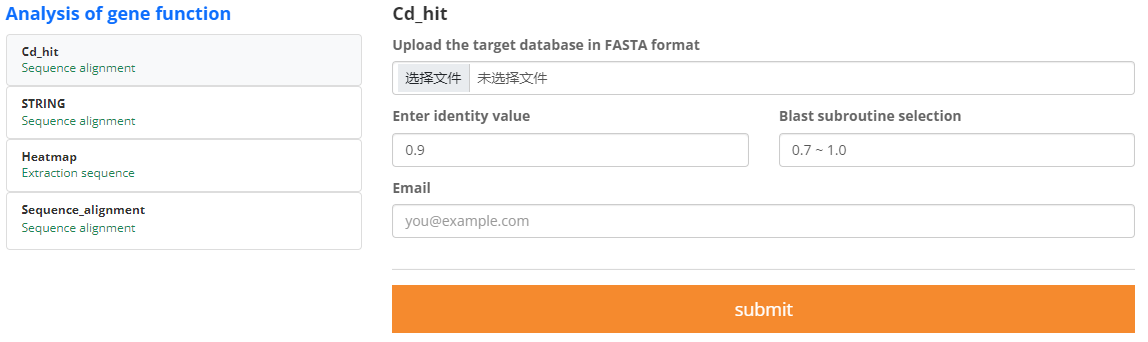 Analysis of gene function
Cd_hit
Sequence alignment
STRING
Sequence alignment
Heatmap
Extraction sequence
Sequence_alignment
Sequence alignment
Cd_hit
Upload the target database in FASTA format
选择文件 未选择文件
Enter identity value
0.9
Blast subroutine selection
0.7 ~ 1.0
Email
you@example.com
submit